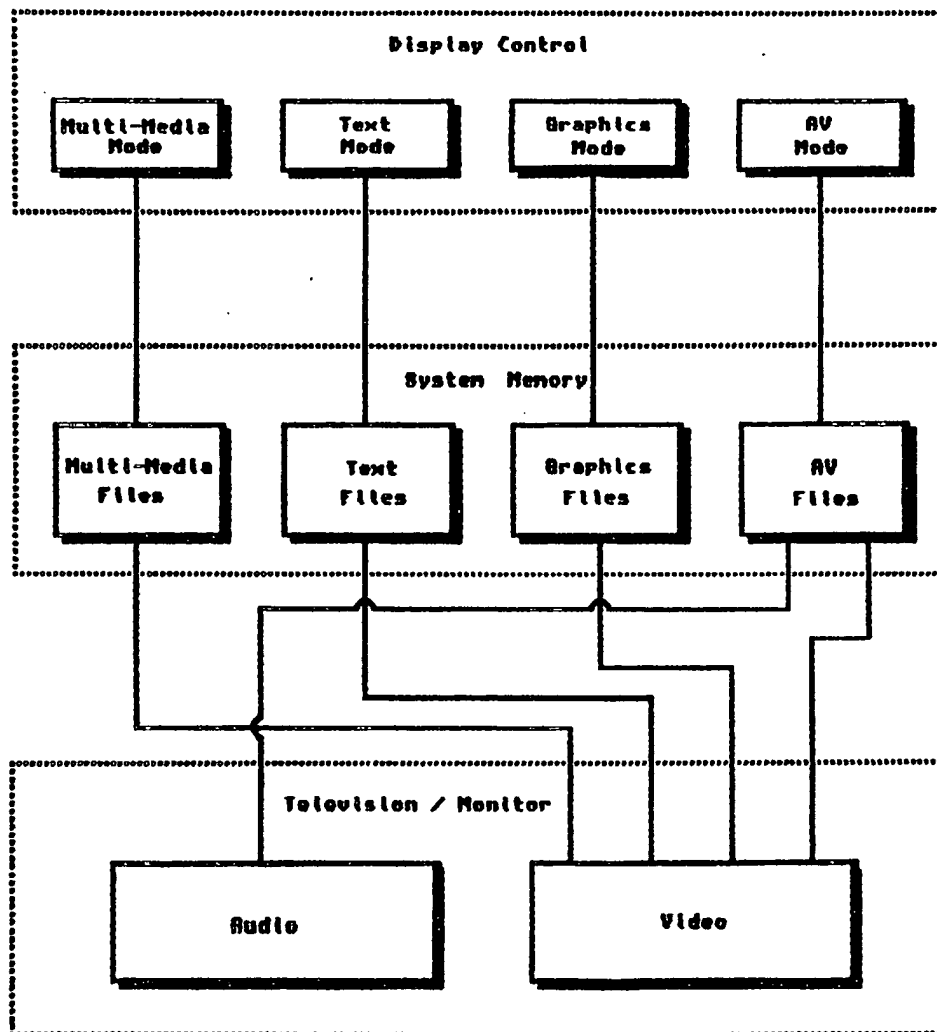 Display Control
Multi-Media
Mode
Text
Mode
Graphics
Mode
AV
Mode
System Memory
Multi-Media
Files
Text
Files
Graphics
Files
AV
Files
Television / Monitor
Audio
Video